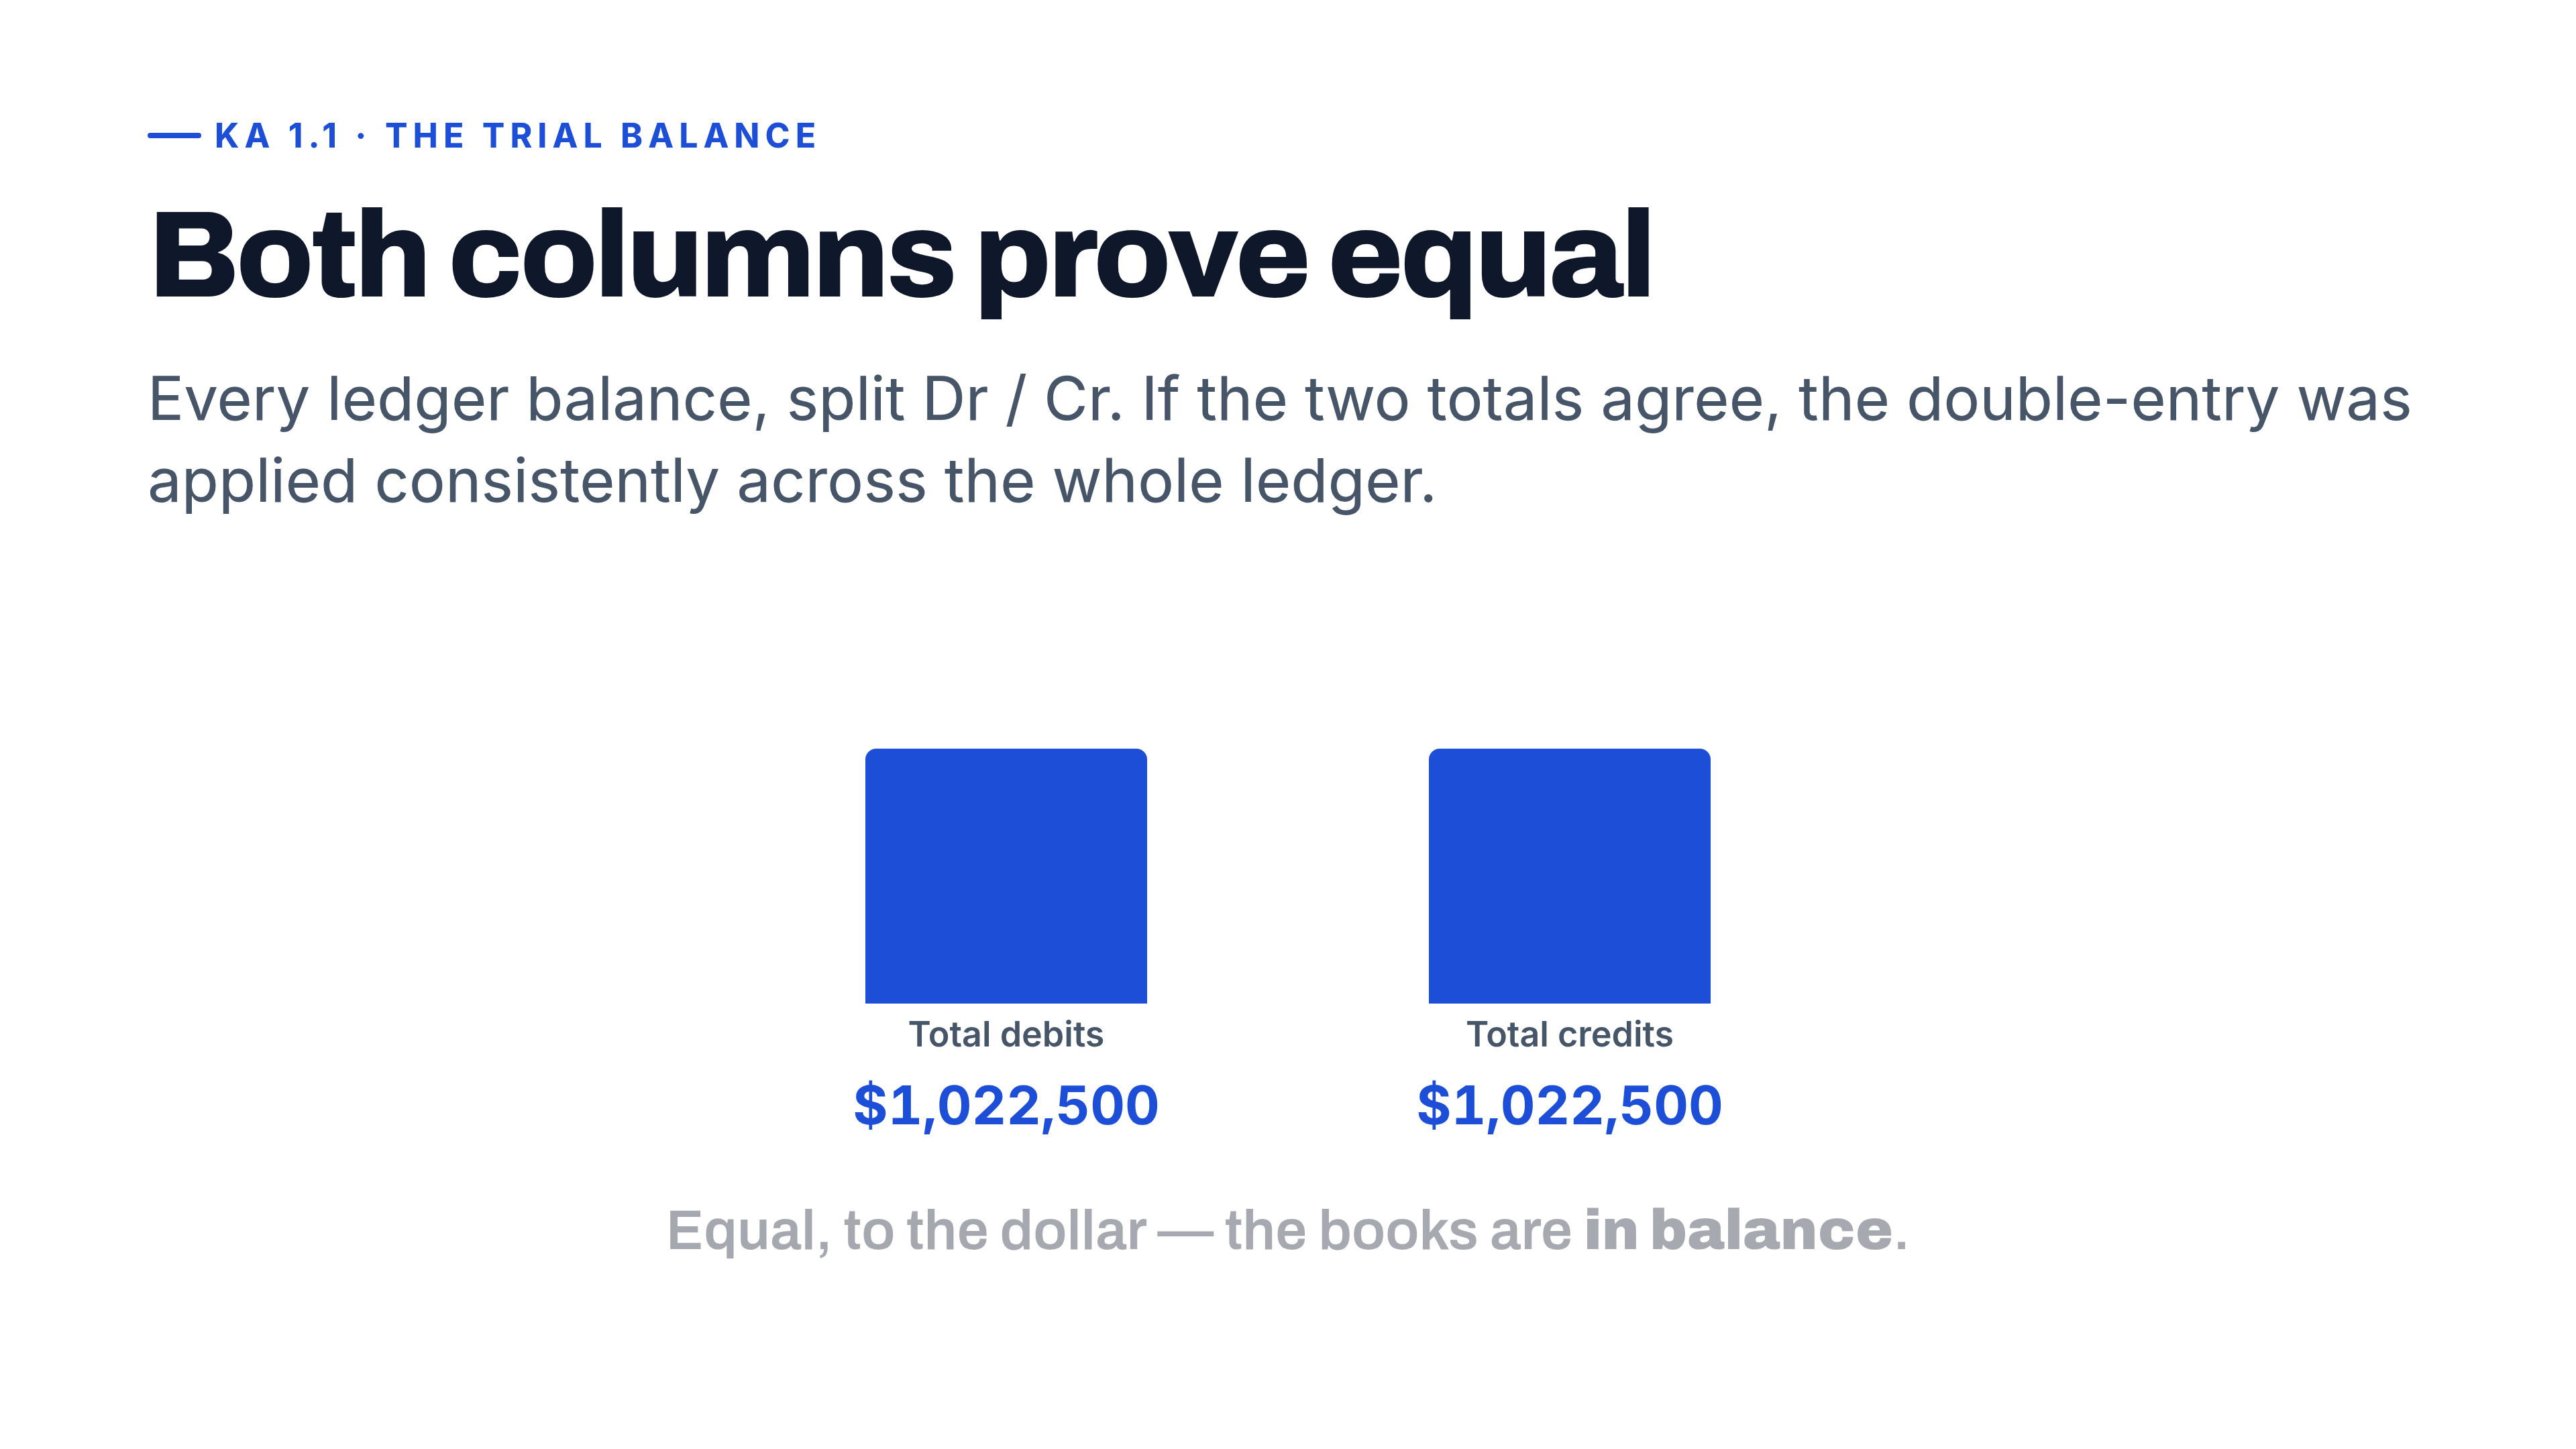 KA 1.1 · THE TRIAL BALANCE
Both columns prove equal
Every ledger balance, split Dr / Cr. If the two totals agree, the double-entry was
applied consistently across the whole ledger.
Total debits
$1,022,500
Total credits
$1,022,500
Equal, to the dollar — the books are in balance.